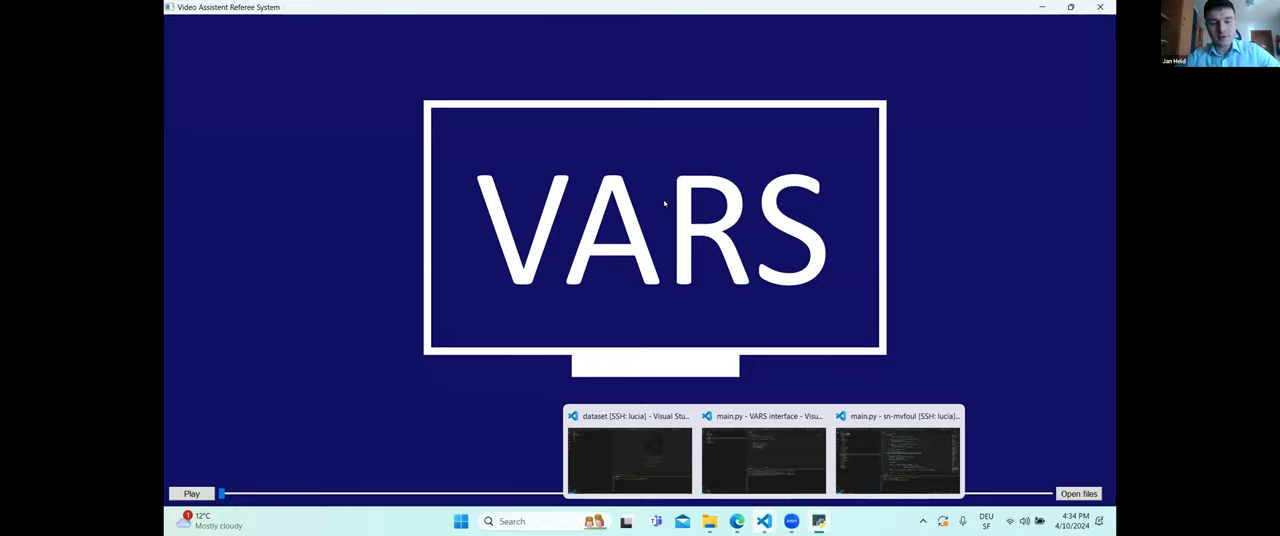 Video Assistent Referee System
Jan Held
VARS
dataset [SSH: lucia] - Visual Stu...
main.py - VARS interface - Visu...
main.py - sn-mvfoul [SSH: lucia]...
Play
Open files
1
12°C
Mostly cloudy
Search
DEU
SF
4:34 PM
4/10/2024